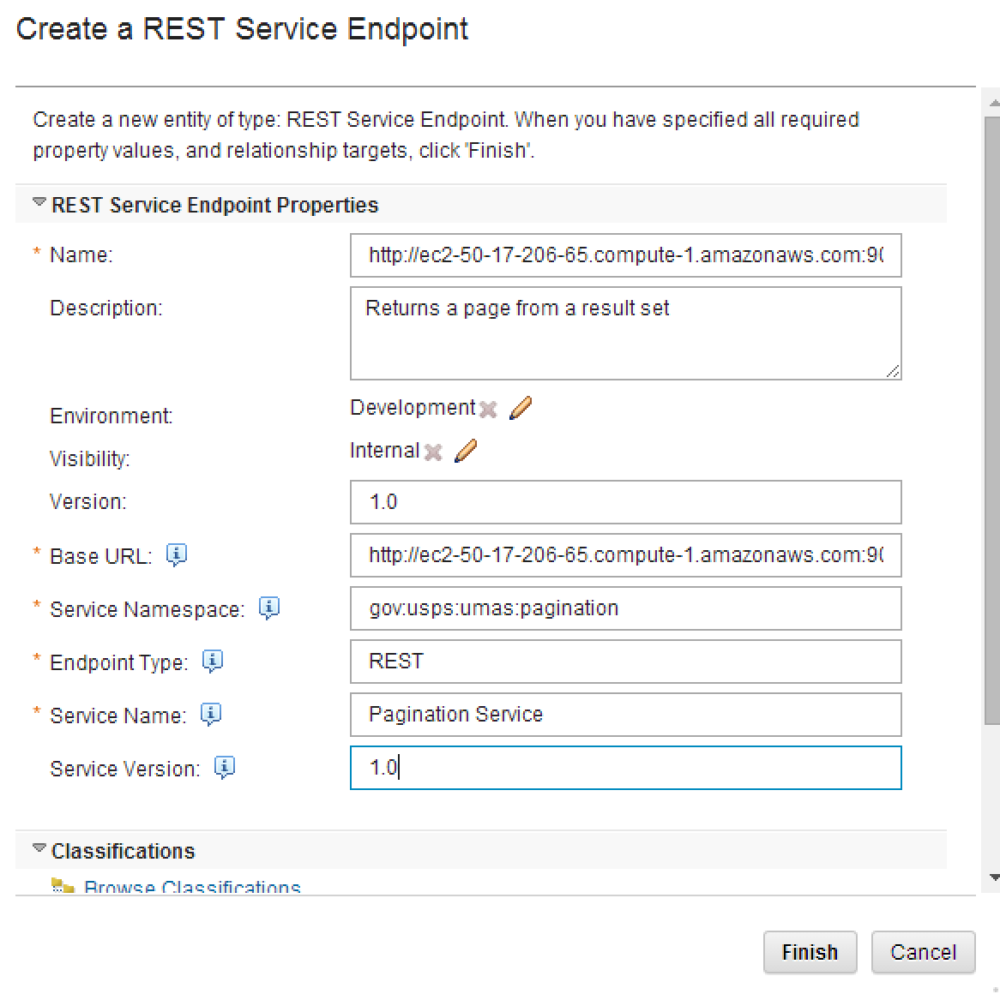 Create a REST Service Endpoint
Create a new entity of type: REST Service Endpoint. When you have specified all required
property values, and relationship targets, click 'Finish'.
REST Service Endpoint Properties
* Name: http://ec2-50-17-206-65.compute-1.amazonaws.com:90
Description: Returns a page from a result set
Environment: Development
Visibility: Internal
Version: 1.0
* Base URL: http://ec2-50-17-206-65.compute-1.amazonaws.com:90
* Service Namespace: gov:usps:umas:pagination
* Endpoint Type: REST
* Service Name: Pagination Service
Service Version: 1.0
Classifications
Browse Classifications
Finish Cancel